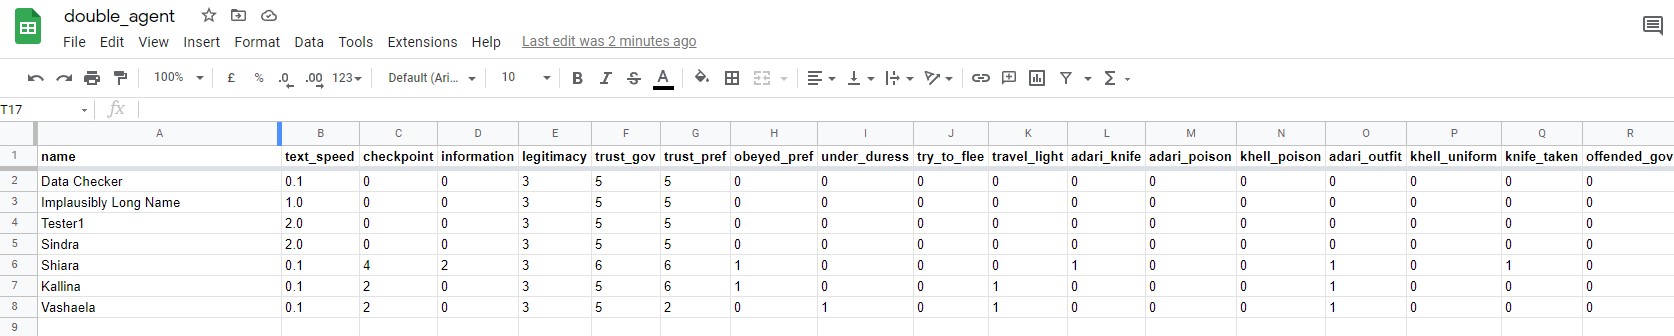 double_agent
File Edit View Insert Format Data Tools Extensions Help Last edit was 2 minutes ago
100% £ % .0 .00 123 Default (Ari... 10 B I S A Σ
T17 fx
A B C D E F G H I J K L M N O P Q R
1 name text_speed checkpoint information legitimacy trust_gov trust_pref obeyed_pref under_duress try_to_flee travel_light adari_knife adari_poison khell_poison adari_outfit khell_uniform knife_taken offended_gov
2 Data Checker 0.1 0 0 3 5 5 0 0 0 0 0 0 0 0 0 0 0
3 Implausibly Long Name 1.0 0 0 3 5 5 0 0 0 0 0 0 0 0 0 0 0
4 Tester1 2.0 0 0 3 5 5 0 0 0 0 0 0 0 0 0 0 0
5 Sindra 2.0 0 0 3 5 5 0 0 0 0 0 0 0 0 0 0 0
6 Shiara 0.1 4 2 3 6 6 1 0 0 0 1 0 0 1 0 1 0
7 Kallina 0.1 2 0 3 5 6 1 0 0 1 0 0 0 1 0 0 0
8 Vashaela 0.1 2 0 3 5 2 0 1 0 1 0 0 0 1 0 0 0
9